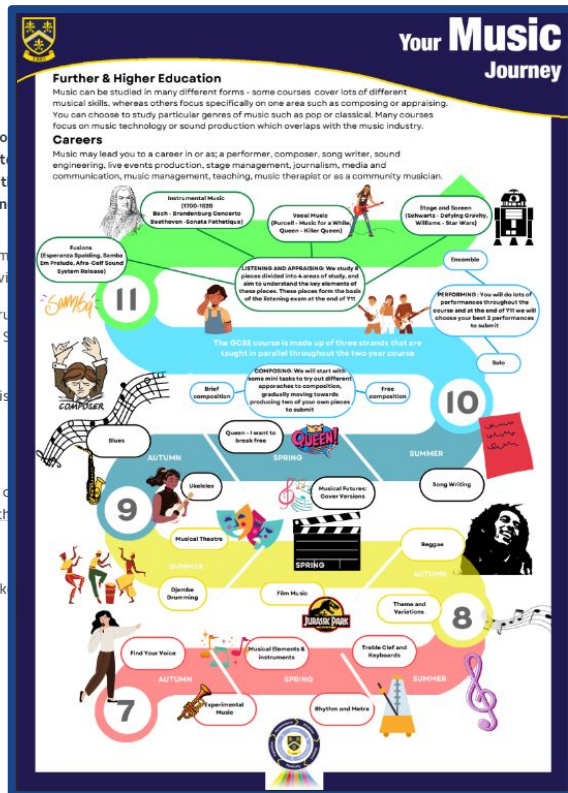 Your Music
Journey
Further & Higher Education
Music can be studied in many different forms - some courses cover lots of different
musical skills, whereas others focus specifically on one area such as composing or appraising.
You can choose to study particular genres of music such as pop or classical. Many courses
focus on music technology or sound production which overlaps with the music industry.
Careers
Music may lead you to a career in or as; a performer, composer, song writer, sound
engineering, live events production, stage management, journalism, media and
communication, music management, teaching, music therapist or as a community musician.
Instrumental Music
(1700-1820
Bach - Brandenburg Concerto
Beethoven -Sonata Pathetique)
Vocal Music
(Purcell - Music for a While,
Queen - Killer Queen)
Stage and Screen
(Schwartz - Defying Gravity,
Williams - Star Wars)
Fusions
(Esperanza Spalding, Samba
Em Prelude, Afro-Celt Sound
System Release)
LISTENING AND APPRAISING: We study 8
pieces divided into 4 areas of study, and
aim to understand the key elements of
these pieces. These pieces form the basis
of the listening exam at the end of Y11
Ensemble
PERFORMING : You will do lots of
performances throughout the
course and at the end of Y11 we will
choose your best 2 performances
to submit
Solo
Samba
11
The GCSE course is made up of three strands that are
taught in parallel throughout the two year course
COMPOSER
Brief
composition
COMPOSING: We will start with
some mini tasks to try out different
apporaches to composition,
gradually moving towards
producing two of your own pieces
to submit
Free
composition
10
Blues
Queen - I want to
break free
QUEEN!
AUTUMN
SPRING
SUMMER
Ukeleles
Musical Futures:
Cover Versions
Song Writing
9
Musical Theatre
Reggae
SUMMER
SPRING
AUTUMN
Djembe
Drumming
Film Music
JURASSIC PARK
Theme and
Variations
8
Find Your Voice
Musical Elements &
instruments
Treble Clef and
Keyboards
AUTUMN
SPRING
SUMMER
7
Experimental
Music
Rhythm and Metre